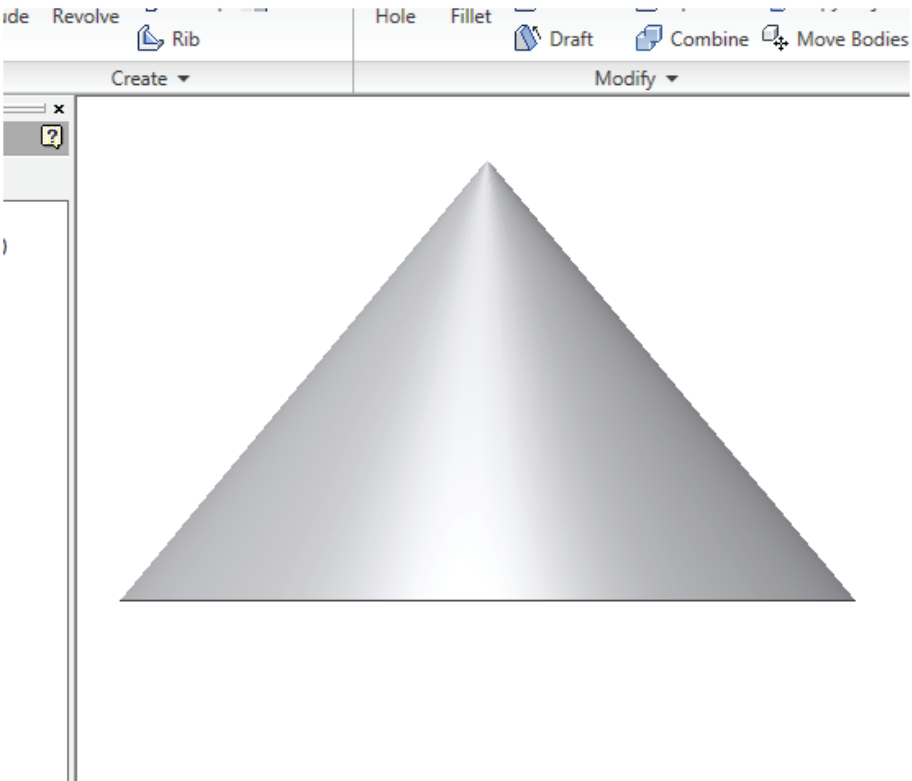 ude Revolve Hole Fillet
Rib Draft Combine Move Bodies
Create Modify
?
)